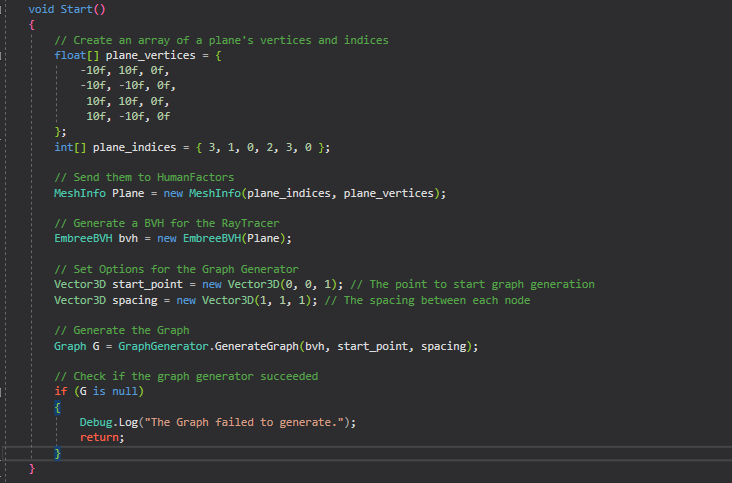 void Start()
{
// Create an array of a plane's vertices and indices
float[] plane_vertices = {
-10f, 10f, 0f,
-10f, -10f, 0f,
10f, 10f, 0f,
10f, -10f, 0f
};
int[] plane_indices = { 3, 1, 0, 2, 3, 0 };
// Send them to HumanFactors
MeshInfo Plane = new MeshInfo(plane_indices, plane_vertices);
// Generate a BVH for the RayTracer
EmbreeBVH bvh = new EmbreeBVH(Plane);
// Set Options for the Graph Generator
Vector3D start_point = new Vector3D(0, 0, 1); // The point to start graph generation
Vector3D spacing = new Vector3D(1, 1, 1); // The spacing between each node
// Generate the Graph
Graph G = GraphGenerator.GenerateGraph(bvh, start_point, spacing);
// Check if the graph generator succeeded
if (G is null)
{
Debug.Log("The Graph failed to generate.");
return;
}
}